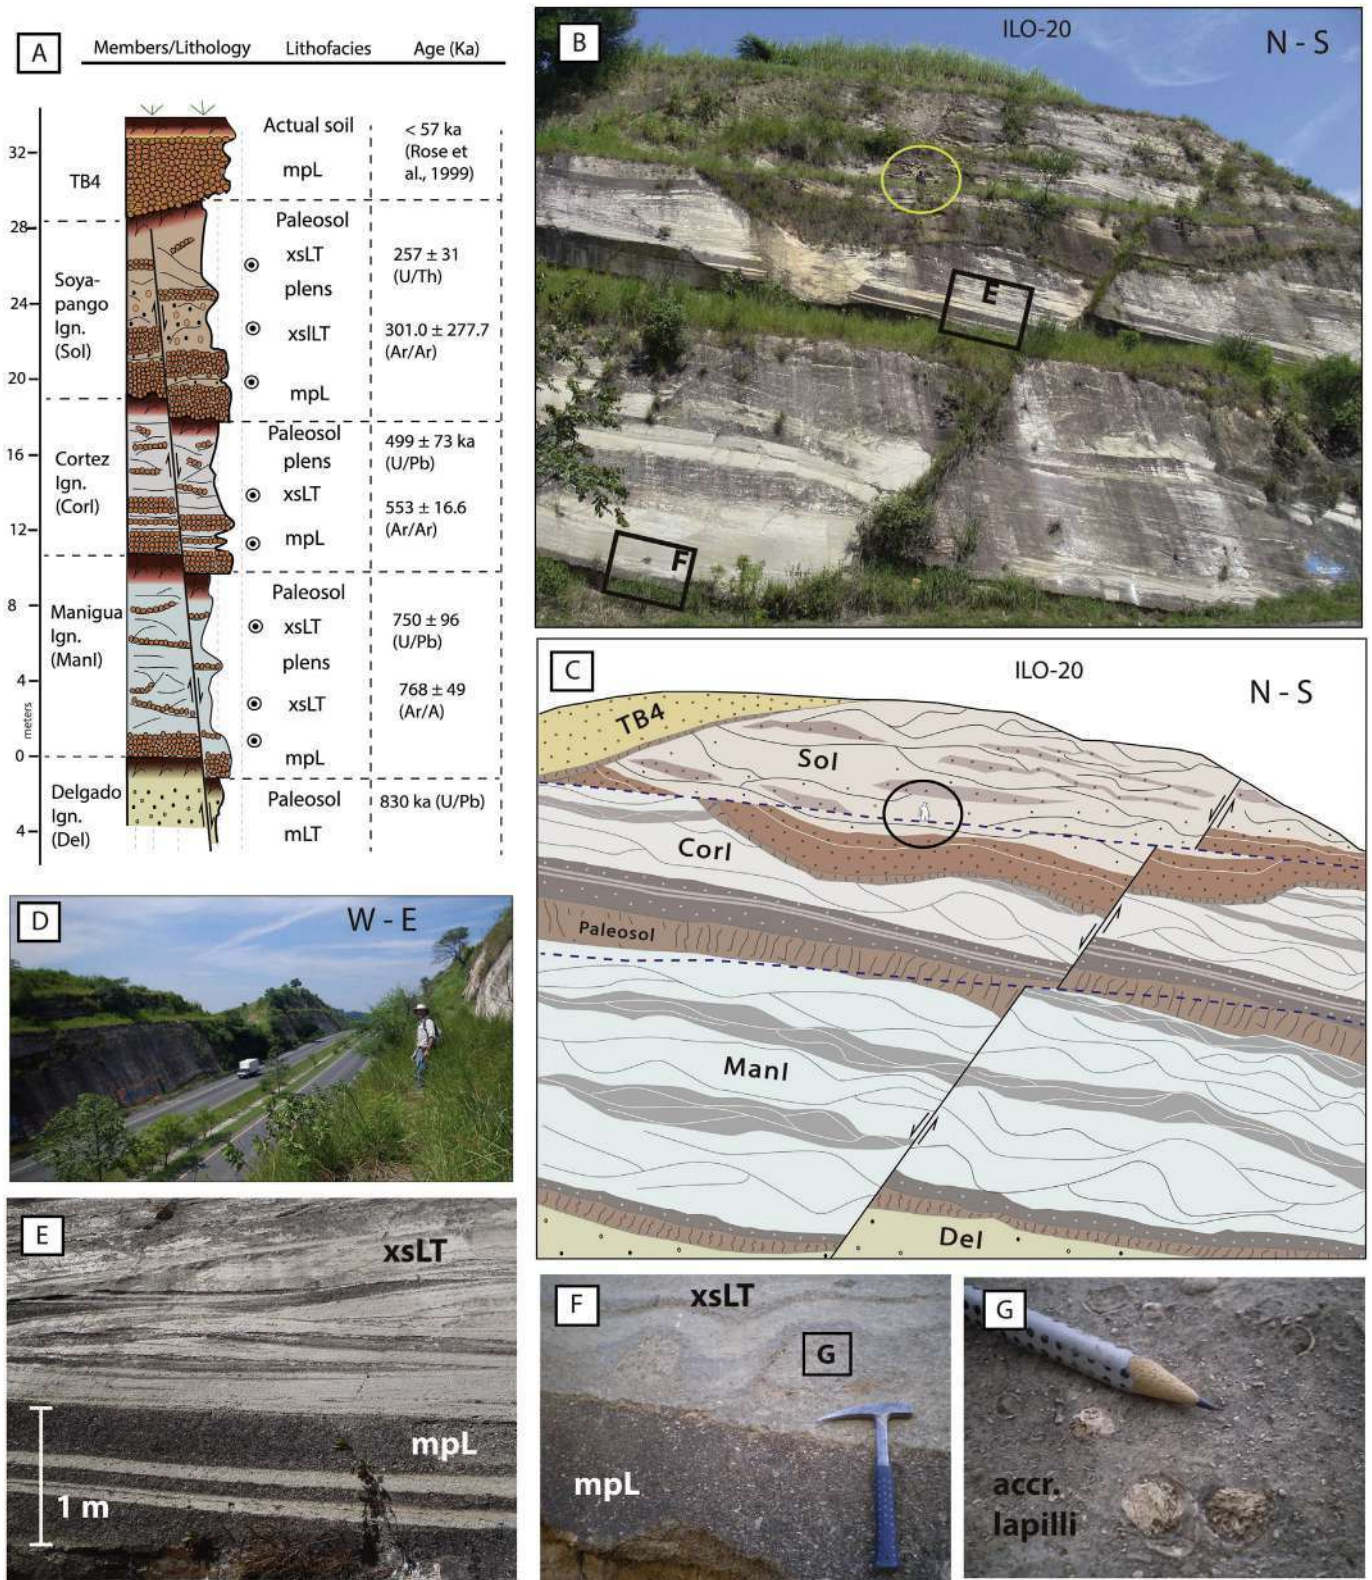 A
Members/Lithology
Lithofacies
Age (Ka)
32
28
24
20
16
12
8
4
0
4
meters
TB4
Soya-
pango
Ign.
(Sol)
Cortez
Ign.
(Corl)
Manigua
Ign.
(Manl)
Delgado
Ign.
(Del)
Actual soil
mpL
Paleosol
xsLT
plens
xslLT
mpL
Paleosol
plens
xsLT
mpL
Paleosol
xsLT
plens
xsLT
mpL
Paleosol
mLT
< 57 ka
(Rose et
al., 1999)
257 ± 31
(U/Th)
301.0 ± 277.7
(Ar/Ar)
499 ± 73 ka
(U/Pb)
553 ± 16.6
(Ar/Ar)
750 ± 96
(U/Pb)
768 ± 49
(Ar/A)
830 ka (U/Pb)
B
ILO-20
N - S
E
F
C
ILO-20
N - S
TB4
Sol
Corl
Paleosol
Manl
Del
D
W - E
E
xsLT
mpL
1 m
F
xsLT
G
mpL
G
accr.
lapilli